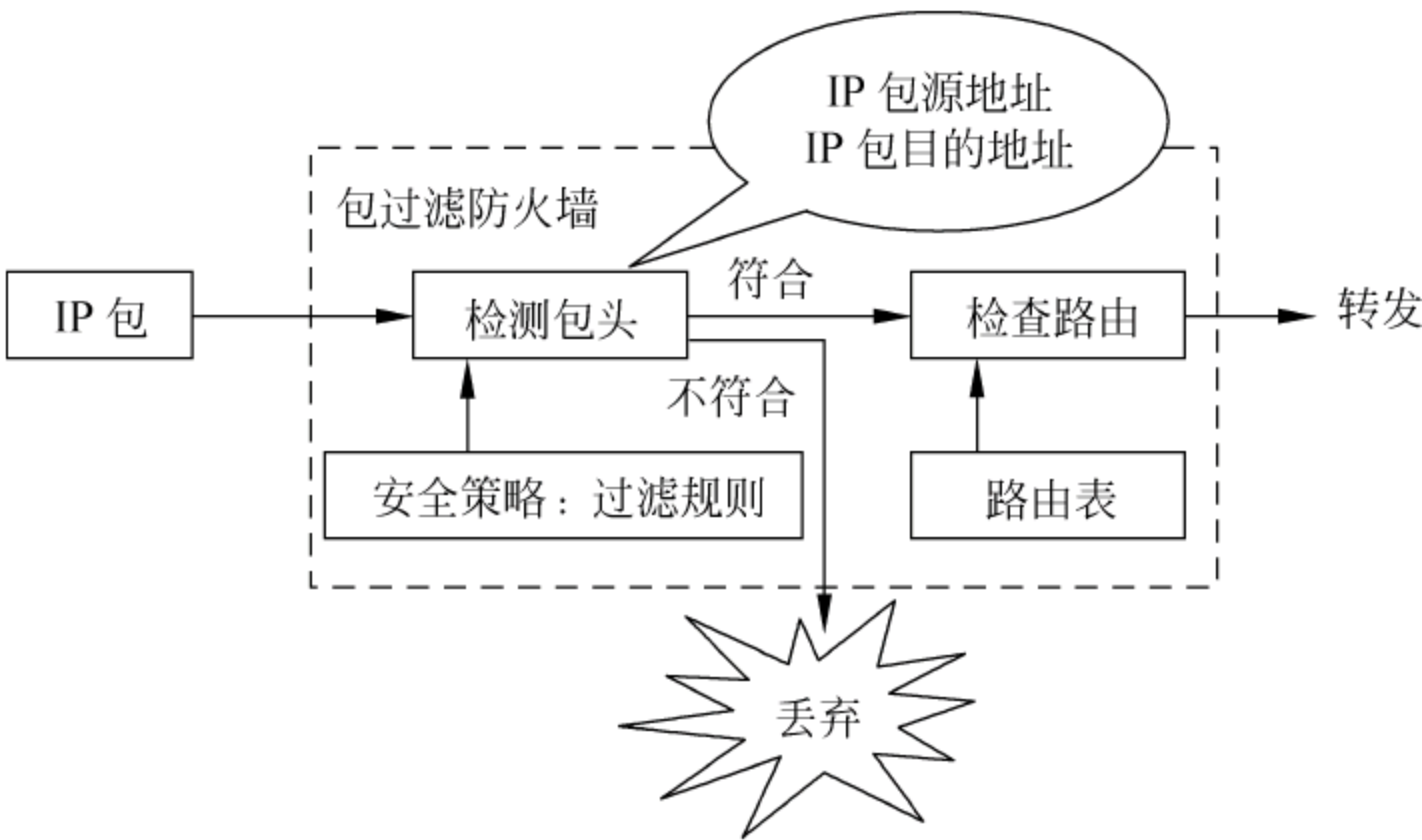 IP 包源地址
IP 包目的地址
包过滤防火墙
IP 包
检测包头
符合
检查路由
转发
不符合
安全策略：过滤规则
路由表
丢弃